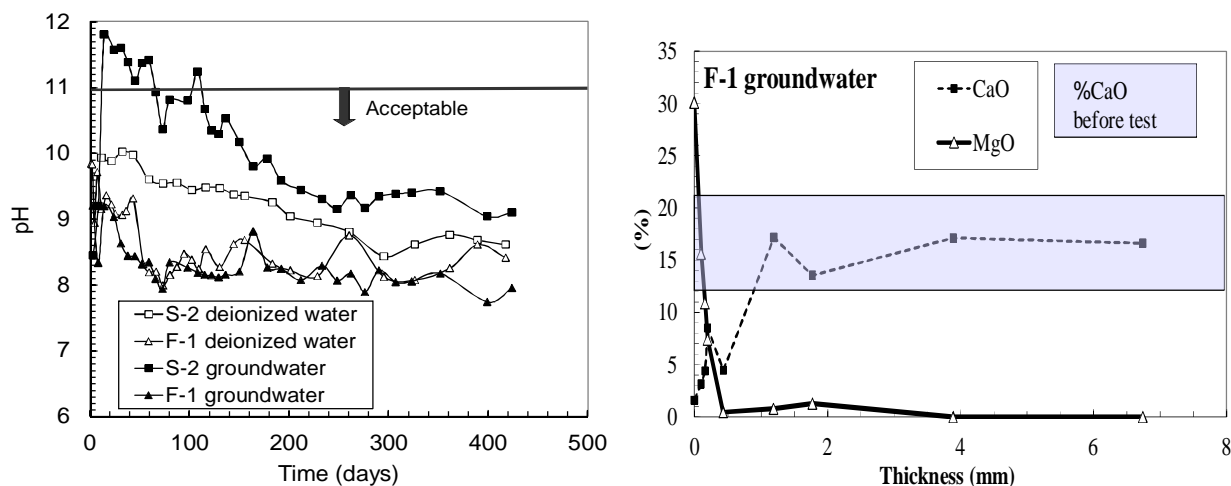 12
11
10
9
8
7
6
pH
Acceptable
S-2 deionized water
F-1 deionized water
S-2 groundwater
F-1 groundwater
0
100
200
300
400
500
Time (days)
F-1 groundwater
CaO
MgO
%CaO
before test
35
30
25
20
15
10
5
0
(%)
0
2
4
6
8
Thickness (mm)